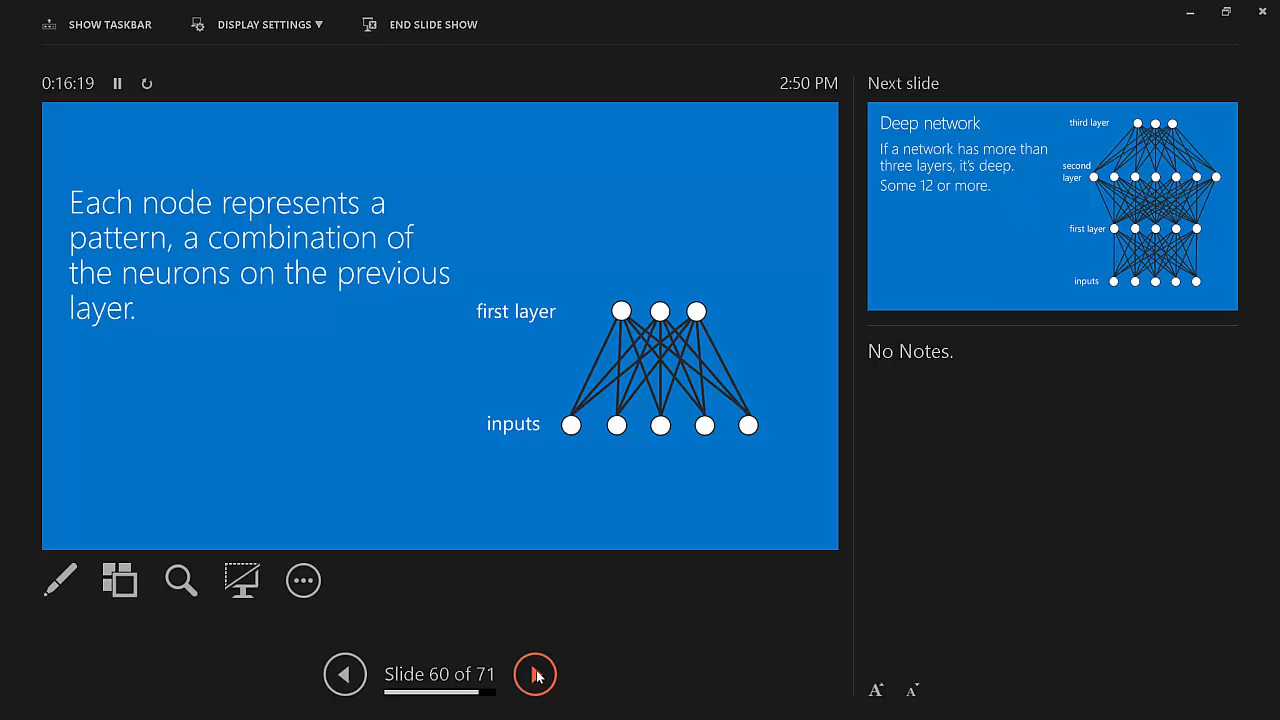 SHOW TASKBAR
DISPLAY SETTINGS ▼
END SLIDE SHOW
0:16:19
2:50 PM
Each node represents a
pattern, a combination of
the neurons on the previous
layer.
first layer
inputs
Next slide
Deep network
If a network has more than
three layers, it's deep.
Some 12 or more.
third layer
second
layer
first layer
inputs
No Notes.
Slide 60 of 71
A A